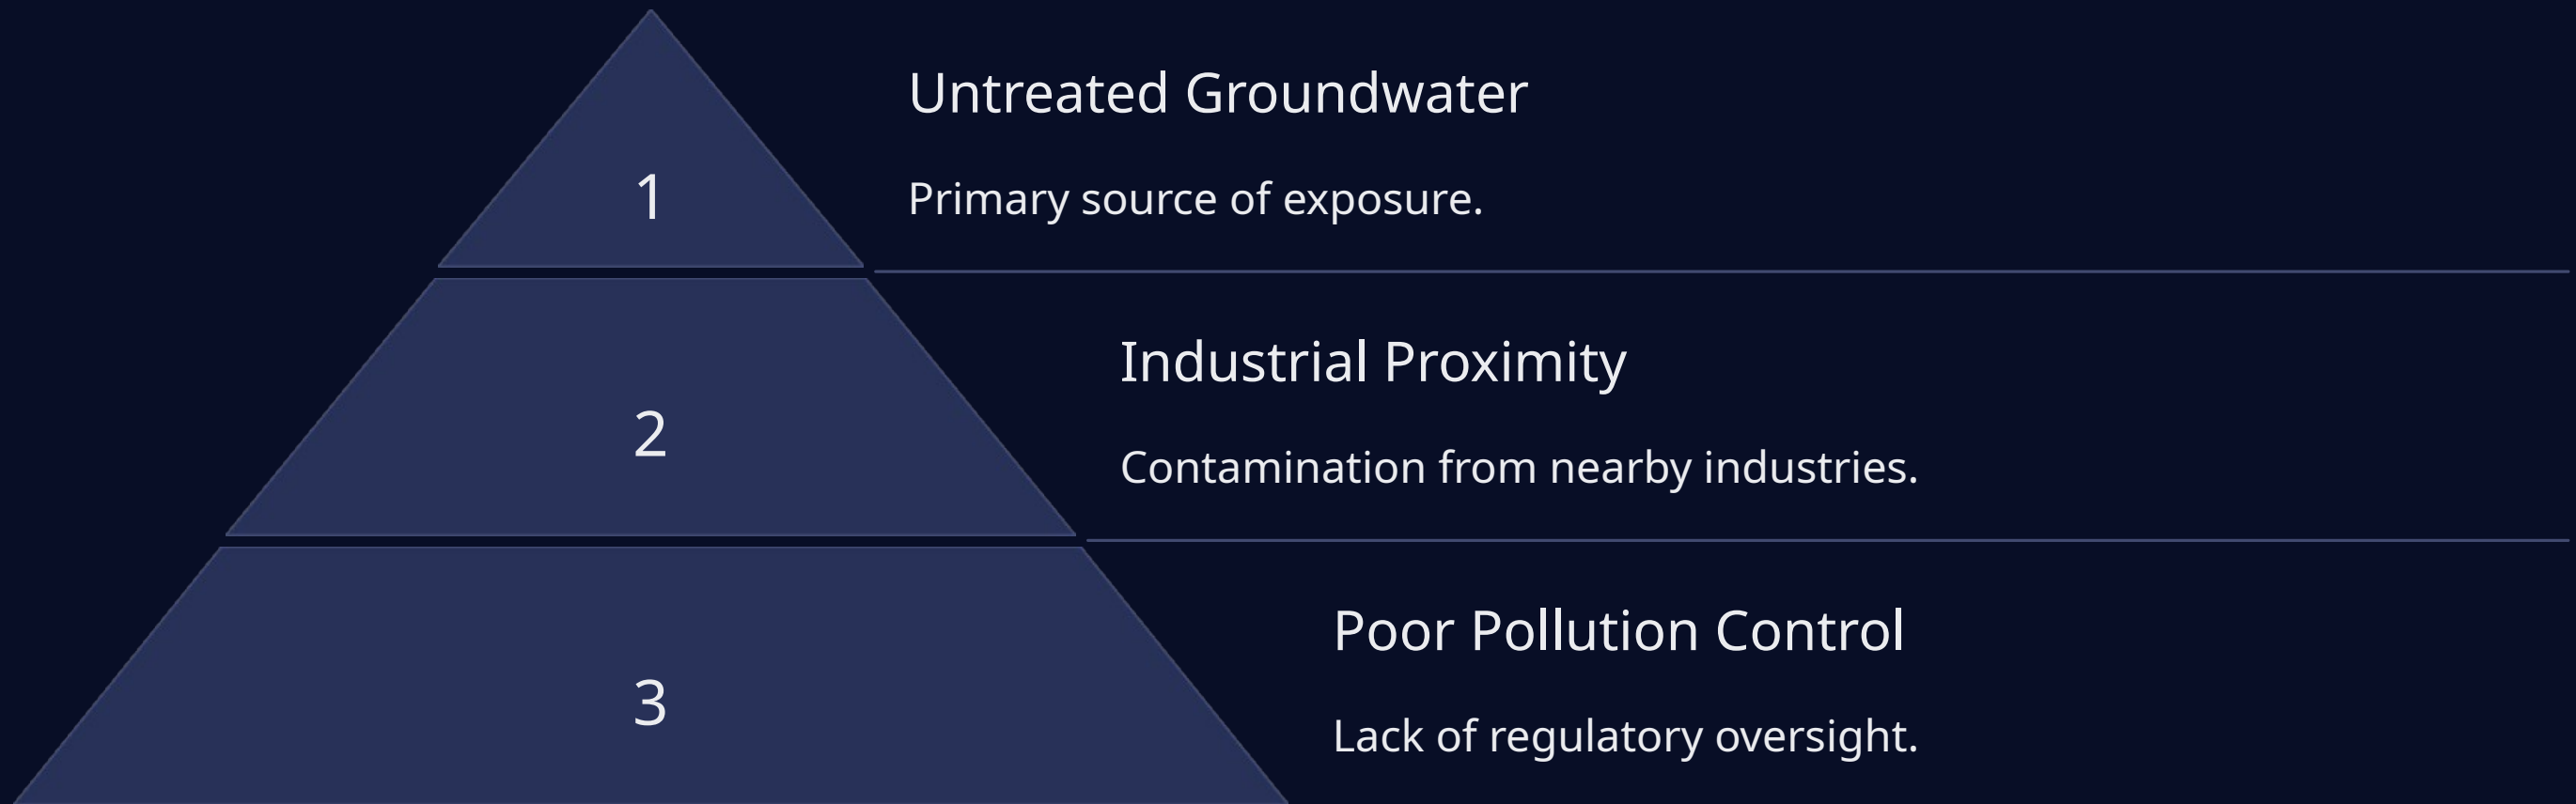 1
Untreated Groundwater
Primary source of exposure.
2
Industrial Proximity
Contamination from nearby industries.
3
Poor Pollution Control
Lack of regulatory oversight.